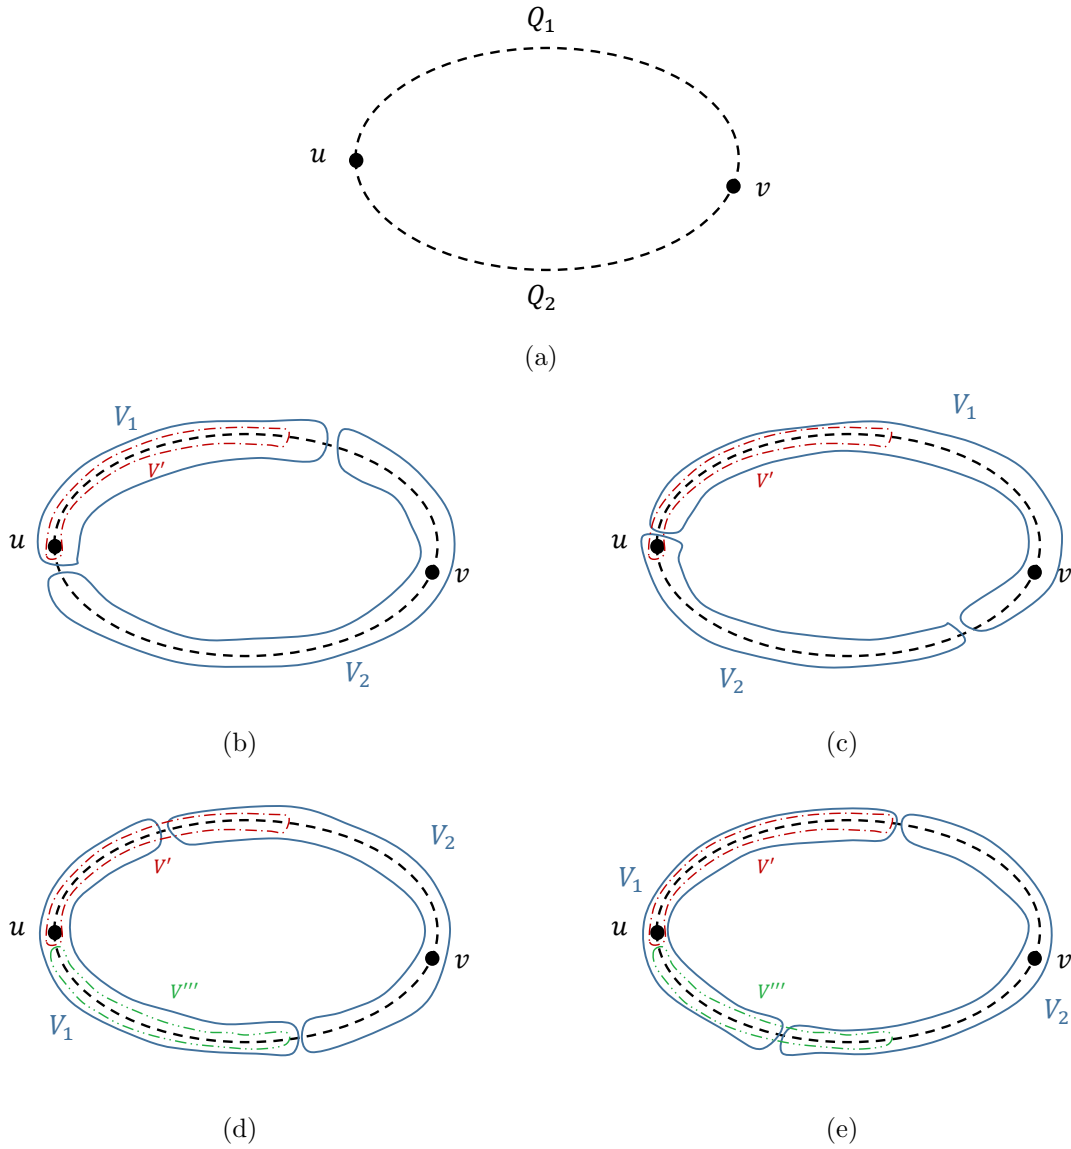 Q₁
u
v
Q₂
(a)
V₁
V′
u
v
V₂
(b)
V₁
V′
u
v
V₂
(c)
V₂
V′
u
v
V‴
V₁
(d)
V′
V₁
u
v
V‴
V₂
(e)